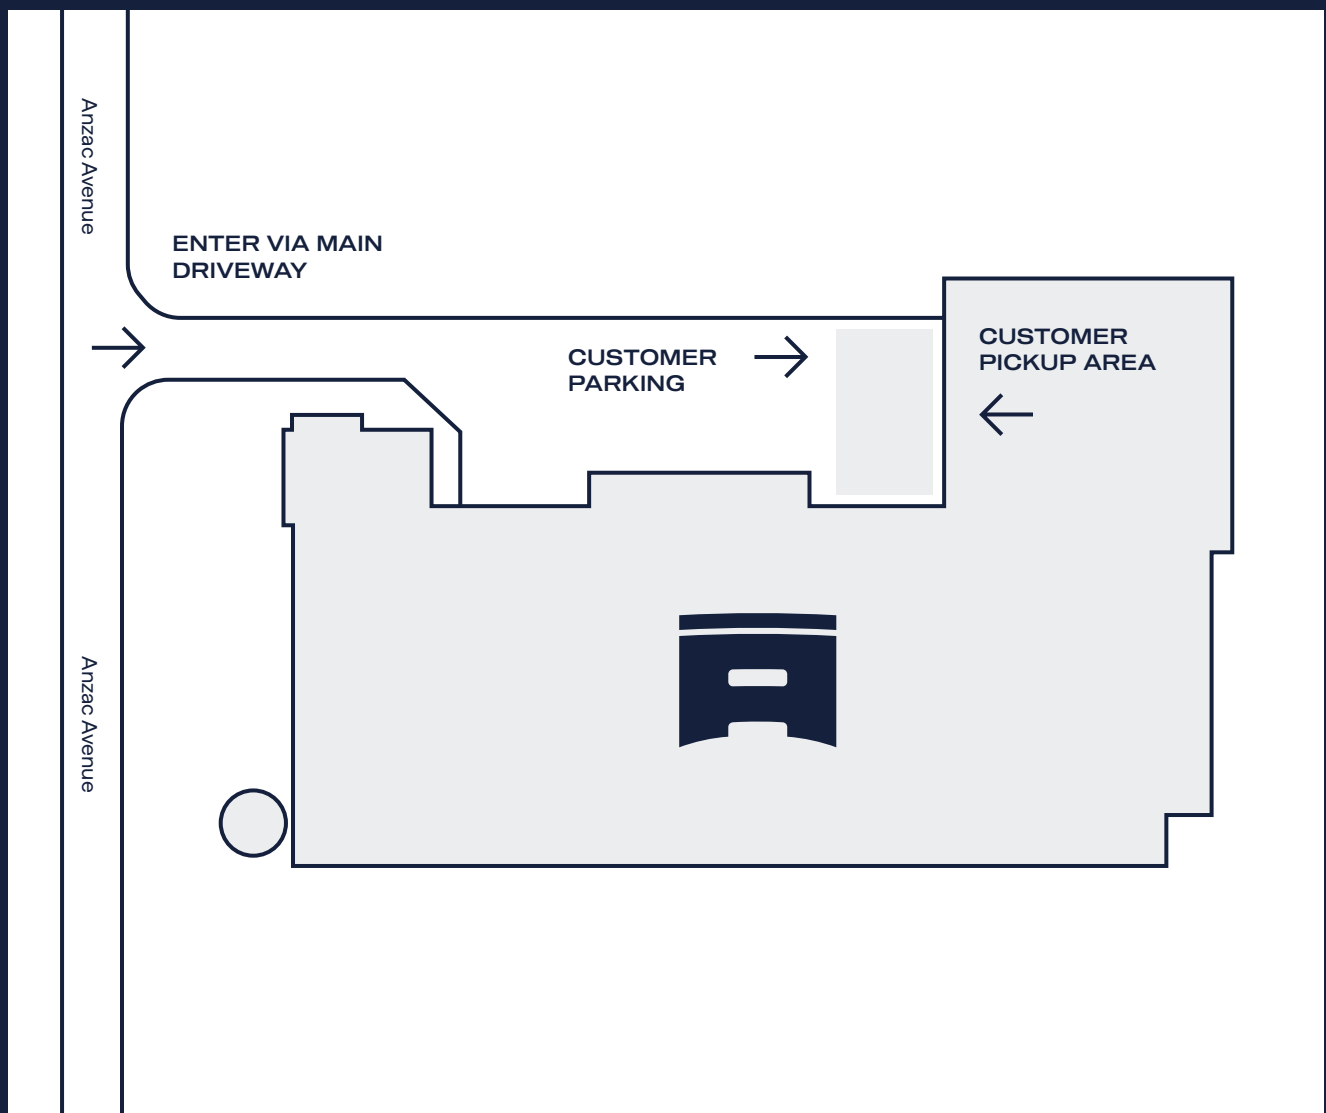 Anzac Avenue
ENTER VIA MAIN
DRIVEWAY
CUSTOMER
PARKING
CUSTOMER
PICKUP AREA
Anzac Avenue